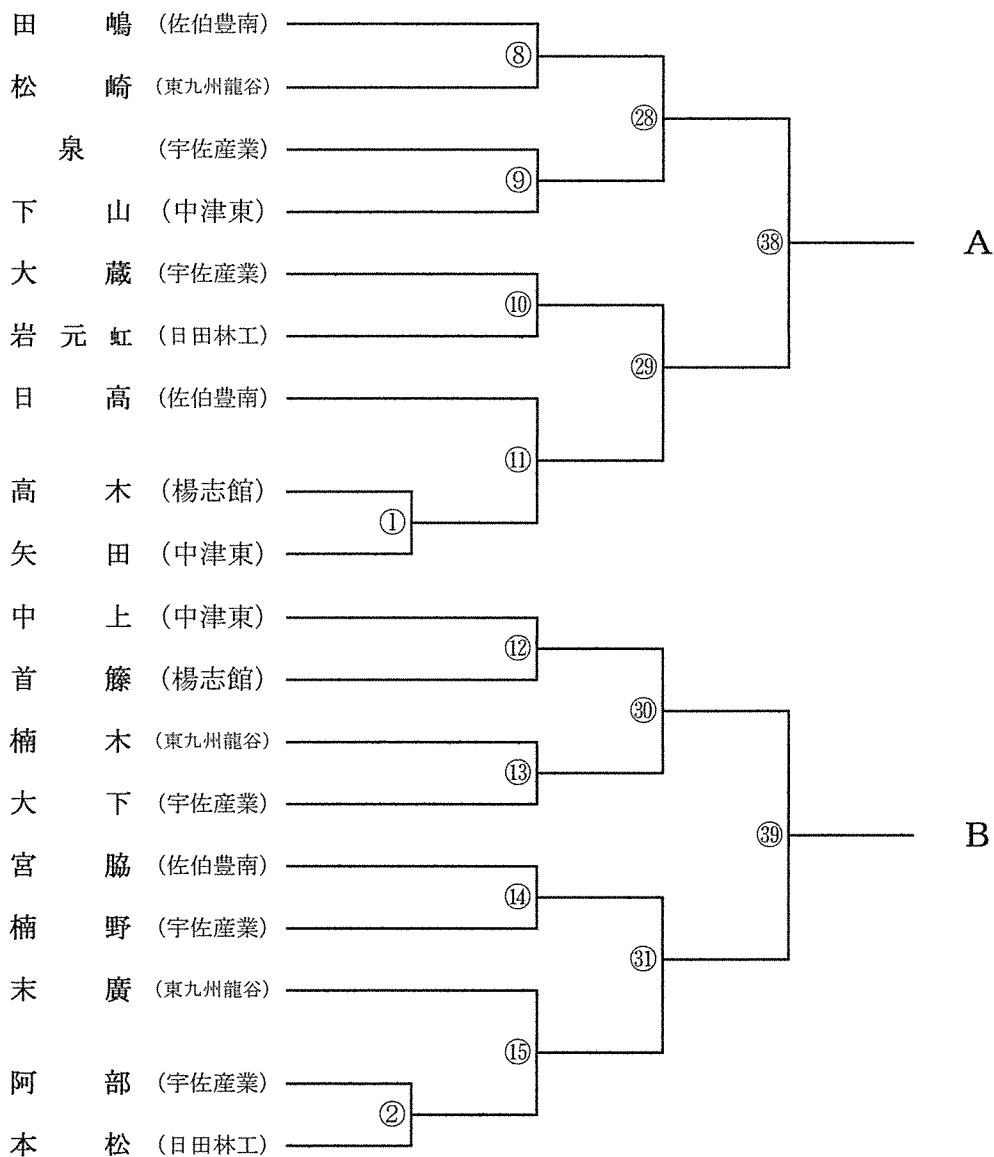 田嶋 (佐伯豊南)
⑧
松崎 (東九州龍谷)
㉘
泉 (宇佐産業)
⑨
下山 (中津東)
㊳ A
大蔵 (宇佐産業)
⑩
岩元虹 (日田林工)
㉙
日高 (佐伯豊南)
⑪
高木 (楊志館)
①
矢田 (中津東)
中上 (中津東)
⑫
首籐 (楊志館)
㉚
楠木 (東九州龍谷)
⑬
大下 (宇佐産業)
㊴ B
宮脇 (佐伯豊南)
⑭
楠野 (宇佐産業)
㉛
末廣 (東九州龍谷)
⑮
阿部 (宇佐産業)
②
本松 (日田林工)